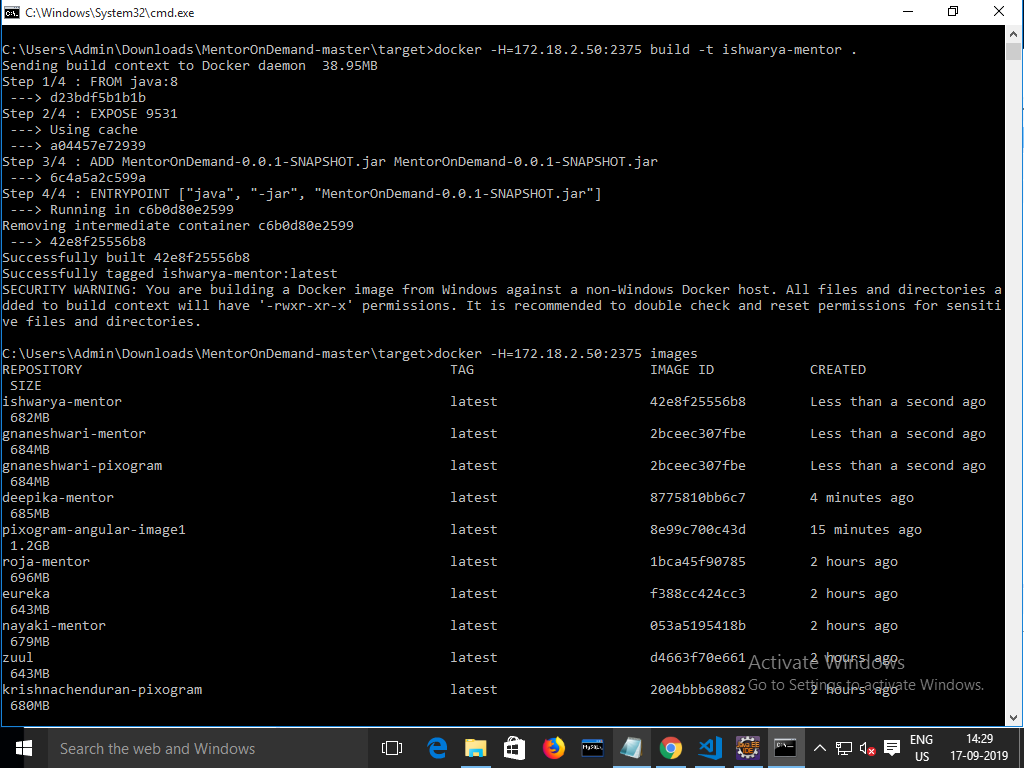 C:\Windows\System32\cmd.exe
C:\Users\Admin\Downloads\MentorOnDemand-master\target>docker -H=172.18.2.50:2375 build -t ishwarya-mentor .
Sending build context to Docker daemon  38.95MB
Step 1/4 : FROM java:8
 ---> d23bdf5b1b1b
Step 2/4 : EXPOSE 9531
 ---> Using cache
 ---> a04457e72939
Step 3/4 : ADD MentorOnDemand-0.0.1-SNAPSHOT.jar MentorOnDemand-0.0.1-SNAPSHOT.jar
 ---> 6c4a5a2c599a
Step 4/4 : ENTRYPOINT ["java", "-jar", "MentorOnDemand-0.0.1-SNAPSHOT.jar"]
 ---> Running in c6b0d80e2599
Removing intermediate container c6b0d80e2599
 ---> 42e8f25556b8
Successfully built 42e8f25556b8
Successfully tagged ishwarya-mentor:latest
SECURITY WARNING: You are building a Docker image from Windows against a non-Windows Docker host. All files and directories a
dded to build context will have '-rwxr-xr-x' permissions. It is recommended to double check and reset permissions for sensiti
ve files and directories.
C:\Users\Admin\Downloads\MentorOnDemand-master\target>docker -H=172.18.2.50:2375 images
REPOSITORY TAG IMAGE ID CREATED
 SIZE
ishwarya-mentor latest 42e8f25556b8 Less than a second ago
 682MB
gnaneshwari-mentor latest 2bceec307fbe Less than a second ago
 684MB
gnaneshwari-pixogram latest 2bceec307fbe Less than a second ago
 684MB
deepika-mentor latest 8775810bb6c7 4 minutes ago
 685MB
pixogram-angular-image1 latest 8e99c700c43d 15 minutes ago
 1.2GB
roja-mentor latest 1bca45f90785 2 hours ago
 696MB
eureka latest f388cc424cc3 2 hours ago
 643MB
nayaki-mentor latest 053a5195418b 2 hours ago
 679MB
zuul latest d4663f70e661 2 hours ago
 643MB
krishnachenduran-pixogram latest 2004bbb68082 2 hours ago
 680MB
Activate Windows
Go to Settings to activate Windows.
Search the web and Windows
MySQL
ENG
US
14:29
17-09-2019